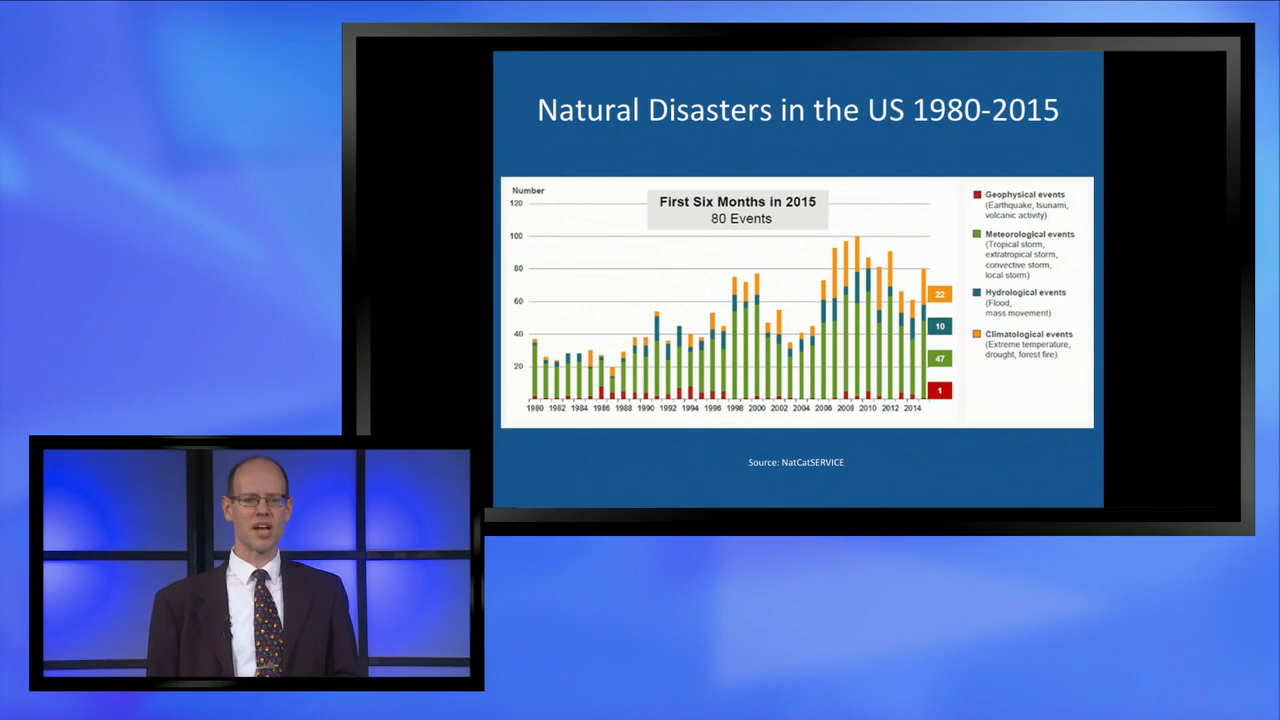 Natural Disasters in the US 1980-2015
Number
First Six Months in 2015
80 Events
120
100
80
60
40
20
1980 1982 1984 1986 1988 1990 1992 1994 1996 1998 2000 2002 2004 2006 2008 2010 2012 2014
22
10
47
1
Geophysical events
(Earthquake, tsunami,
volcanic activity)
Meteorological events
(Tropical storm,
extratropical storm,
convective storm,
local storm)
Hydrological events
(Flood,
mass movement)
Climatological events
(Extreme temperature,
drought, forest fire)
Source: NatCatSERVICE